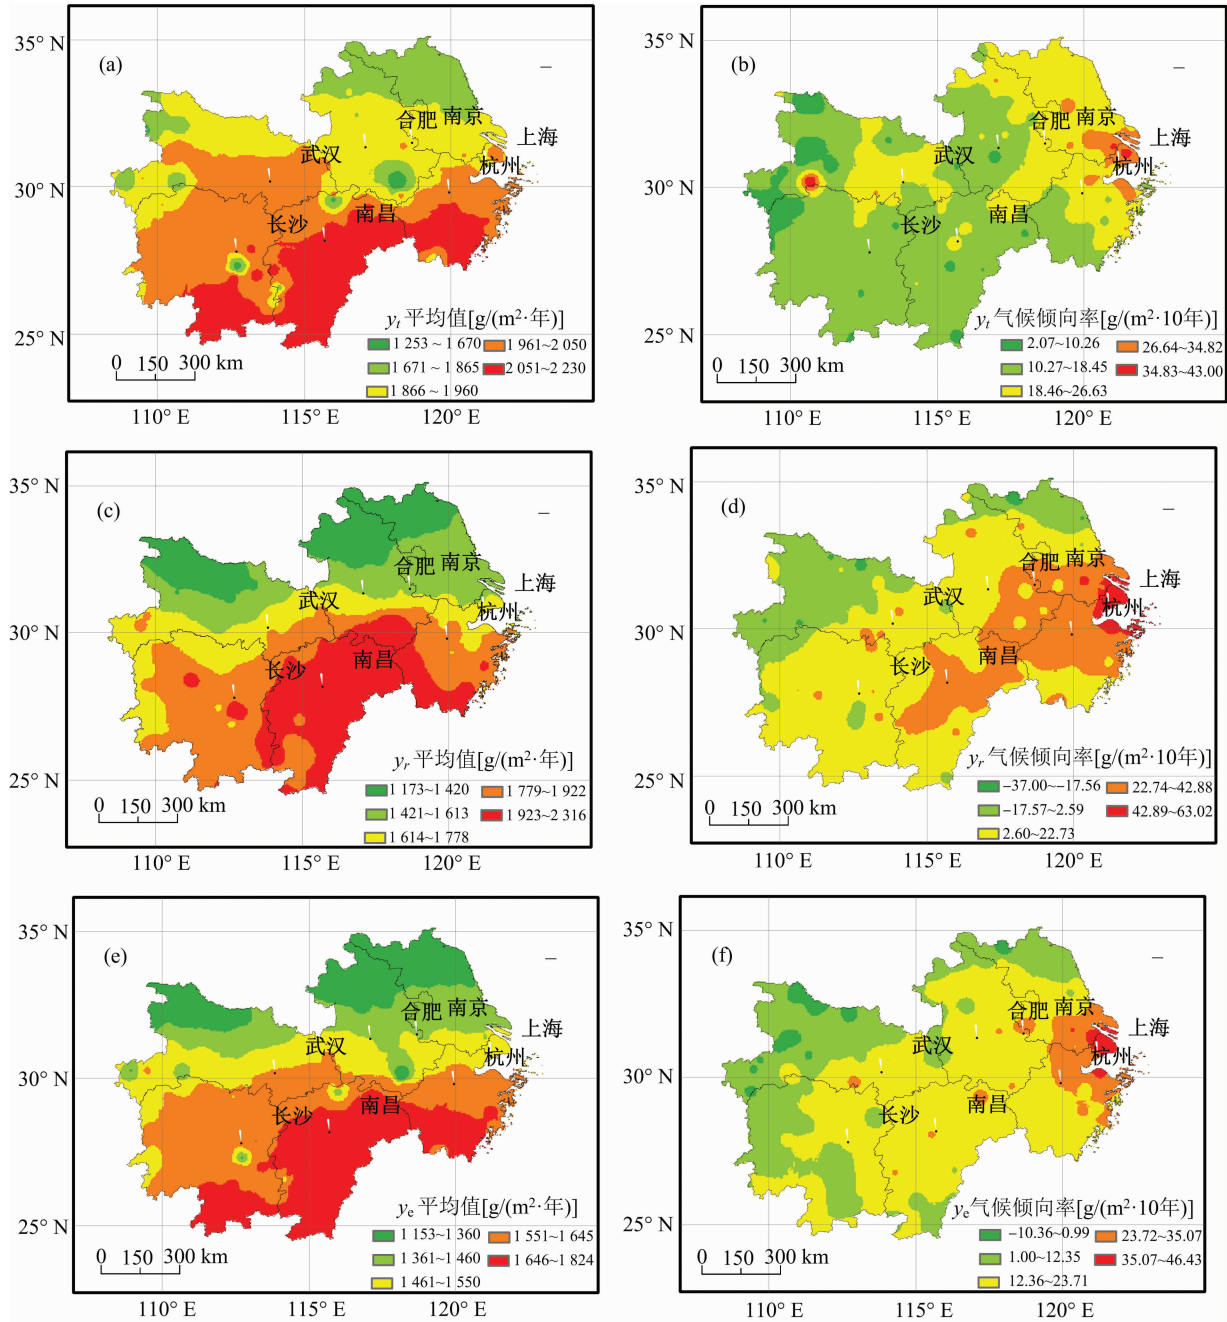 (a)
35° N
30° N
25° N
合肥 南京
上海
武汉
杭州
长沙
南昌
y_t 平均值[g/(m²·年)]
1 253 ~ 1 670
1 961~2 050
1 671 ~ 1 865
2 051~2 230
1 866 ~ 1 960
0 150 300 km
110° E 115° E 120° E
(b)
35° N
30° N
25° N
合肥 南京
上海
武汉
杭州
长沙
南昌
y_t 气候倾向率[g/(m²·10年)]
2.07~10.26
26.64~34.82
10.27~18.45
34.83~43.00
18.46~26.63
0 150 300 km
110° E 115° E 120° E
(c)
35° N
30° N
25° N
合肥 南京
上海
武汉
杭州
长沙
南昌
y_r 平均值[g/(m²·年)]
1 173~1 420
1 779~1 922
1 421~1 613
1 923~2 316
1 614~1 778
0 150 300 km
110° E 115° E 120° E
(d)
35° N
30° N
25° N
合肥 南京
上海
武汉
杭州
长沙
南昌
y_r 气候倾向率[g/(m²·10年)]
−37.00~−17.56
22.74~42.88
−17.57~2.59
42.89~63.02
2.60~22.73
0 150 300 km
110° E 115° E 120° E
(e)
35° N
30° N
25° N
合肥 南京
上海
武汉
杭州
长沙
南昌
y_e 平均值[g/(m²·年)]
1 153~1 360
1 551~1 645
1 361~1 460
1 646~1 824
1 461~1 550
0 150 300 km
110° E 115° E 120° E
(f)
35° N
30° N
25° N
合肥 南京
上海
武汉
杭州
长沙
南昌
y_e 气候倾向率[g/(m²·10年)]
−10.36~0.99
23.72~35.07
1.00~12.35
35.07~46.43
12.36~23.71
0 150 300 km
110° E 115° E 120° E